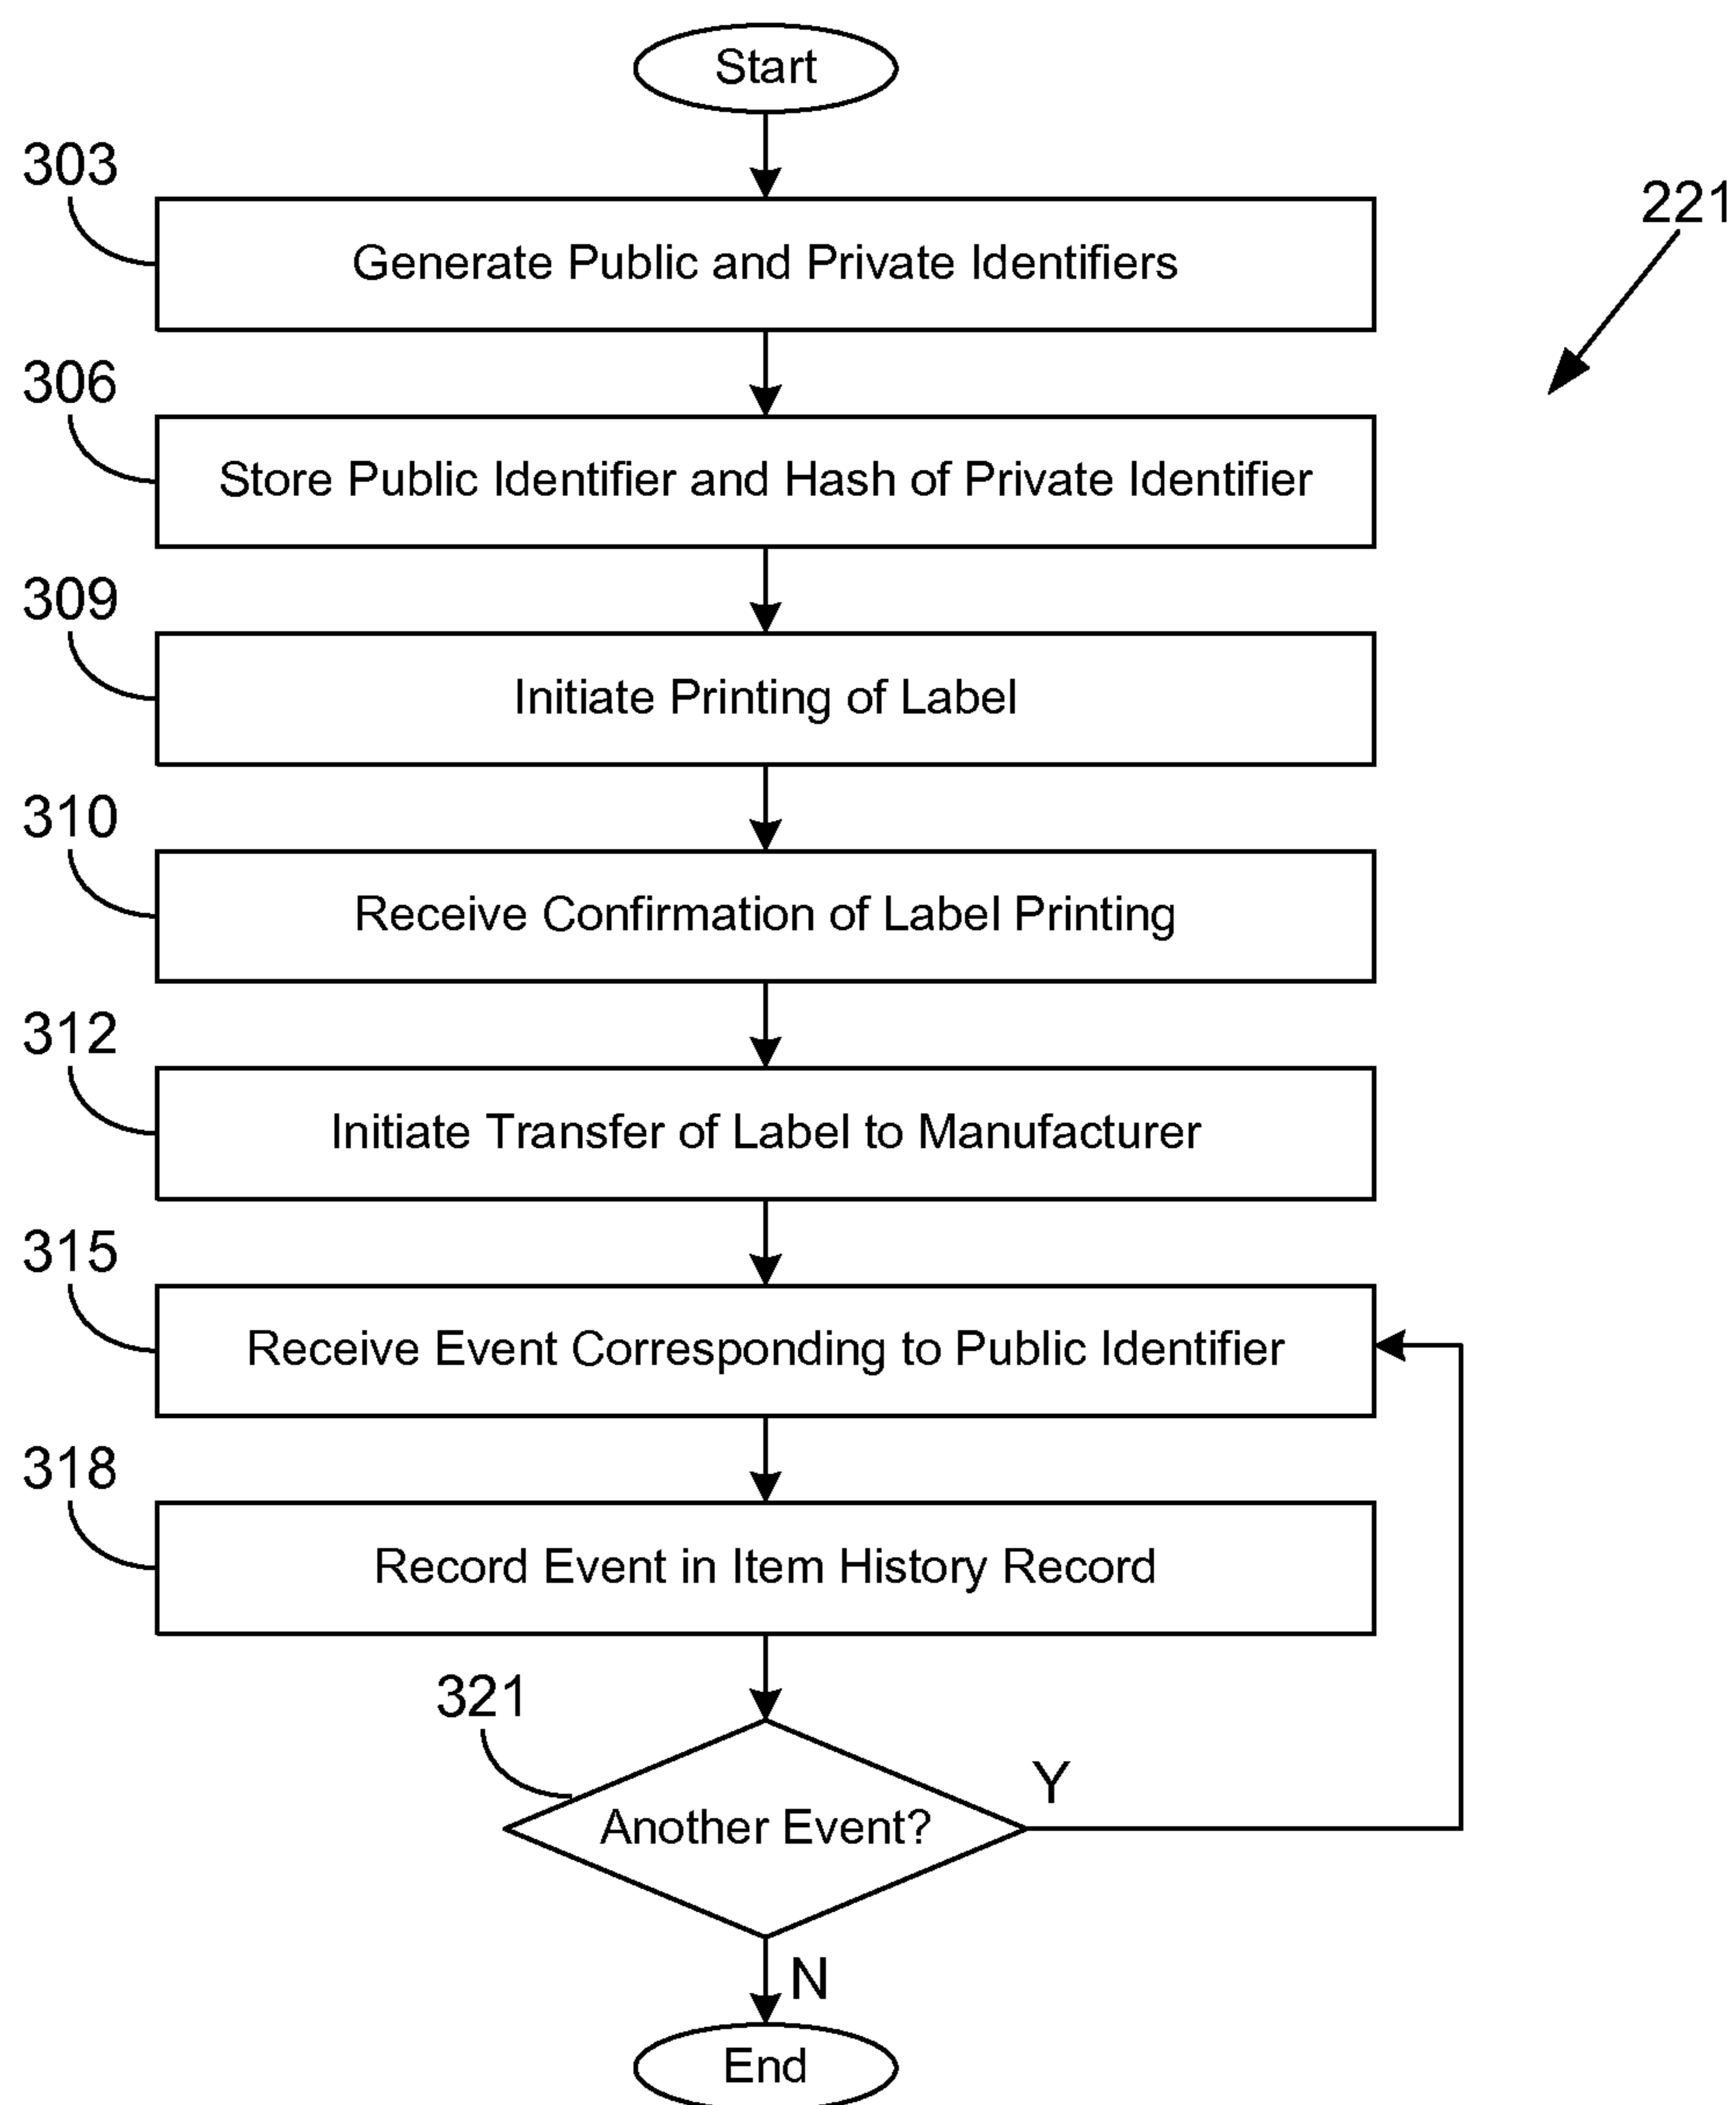 Start
303
221
Generate Public and Private Identifiers
306
Store Public Identifier and Hash of Private Identifier
309
Initiate Printing of Label
310
Receive Confirmation of Label Printing
312
Initiate Transfer of Label to Manufacturer
315
Receive Event Corresponding to Public Identifier
318
Record Event in Item History Record
321
Y
Another Event?
N
End